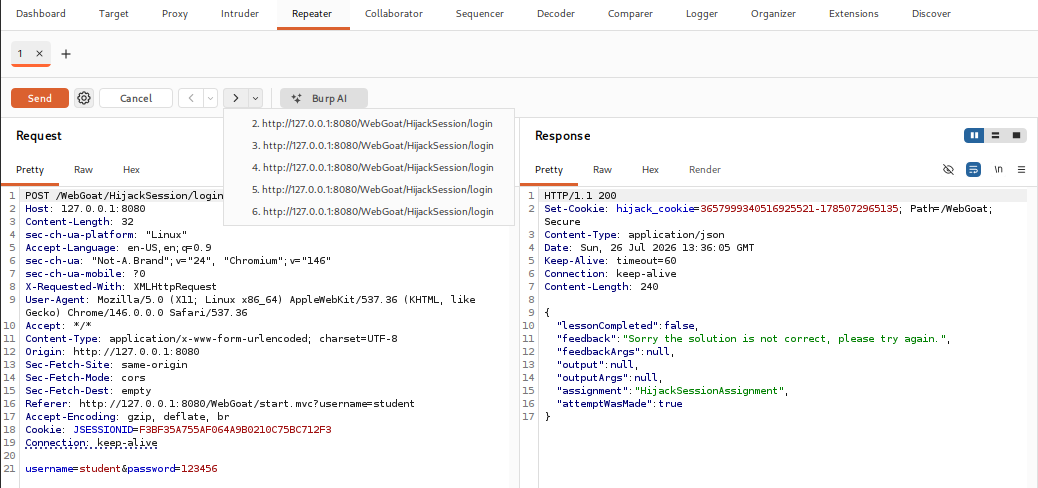 Dashboard Target Proxy Intruder Repeater Collaborator Sequencer Decoder Comparer Logger Organizer Extensions Discover
1 × +
Send Cancel < > Burp AI
2. http://127.0.0.1:8080/WebGoat/HijackSession/login
3. http://127.0.0.1:8080/WebGoat/HijackSession/login
4. http://127.0.0.1:8080/WebGoat/HijackSession/login
5. http://127.0.0.1:8080/WebGoat/HijackSession/login
6. http://127.0.0.1:8080/WebGoat/HijackSession/login
Request
Pretty Raw Hex
1 POST /WebGoat/HijackSession/login
2 Host: 127.0.0.1:8080
3 Content-Length: 32
4 sec-ch-ua-platform: "Linux"
5 Accept-Language: en-US,en;q=0.9
6 sec-ch-ua: "Not-A.Brand";v="24", "Chromium";v="146"
7 sec-ch-ua-mobile: ?0
8 X-Requested-With: XMLHttpRequest
9 User-Agent: Mozilla/5.0 (X11; Linux x86_64) AppleWebKit/537.36 (KHTML, like
Gecko) Chrome/146.0.0.0 Safari/537.36
10 Accept: */*
11 Content-Type: application/x-www-form-urlencoded; charset=UTF-8
12 Origin: http://127.0.0.1:8080
13 Sec-Fetch-Site: same-origin
14 Sec-Fetch-Mode: cors
15 Sec-Fetch-Dest: empty
16 Referer: http://127.0.0.1:8080/WebGoat/start.mvc?username=student
17 Accept-Encoding: gzip, deflate, br
18 Cookie: JSESSIONID=F3BF35A755AF064A9B0210C75BC712F3
19 Connection: keep-alive
20
21 username=student&password=123456
Response
Pretty Raw Hex Render \n
1 HTTP/1.1 200
2 Set-Cookie: hijack_cookie=3657999340516925521-1785072965135; Path=/WebGoat;
Secure
3 Content-Type: application/json
4 Date: Sun, 26 Jul 2026 13:36:05 GMT
5 Keep-Alive: timeout=60
6 Connection: keep-alive
7 Content-Length: 240
8
9 {
10 "lessonCompleted":false,
11 "feedback":"Sorry the solution is not correct, please try again.",
12 "feedbackArgs":null,
13 "output":null,
14 "outputArgs":null,
15 "assignment":"HijackSessionAssignment",
16 "attemptWasMade":true
17 }